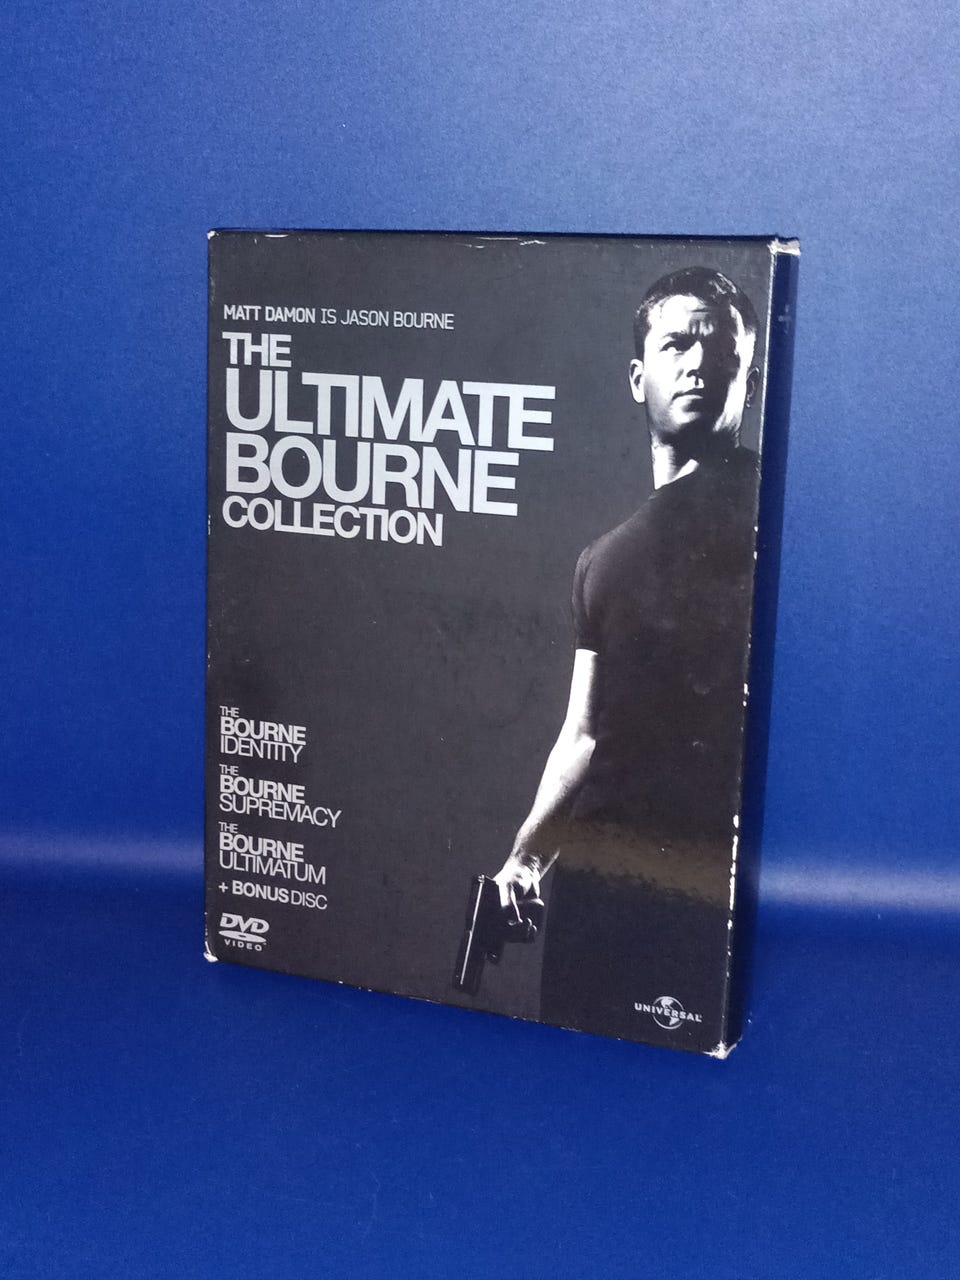 MATT DAMON IS JASON BOURNE
THE
ULTIMATE
BOURNE
COLLECTION
THE
BOURNE
IDENTITY
THE
BOURNE
SUPREMACY
THE
BOURNE
ULTIMATUM
+ BONUS DISC
DVD
VIDEO
UNIVERSAL